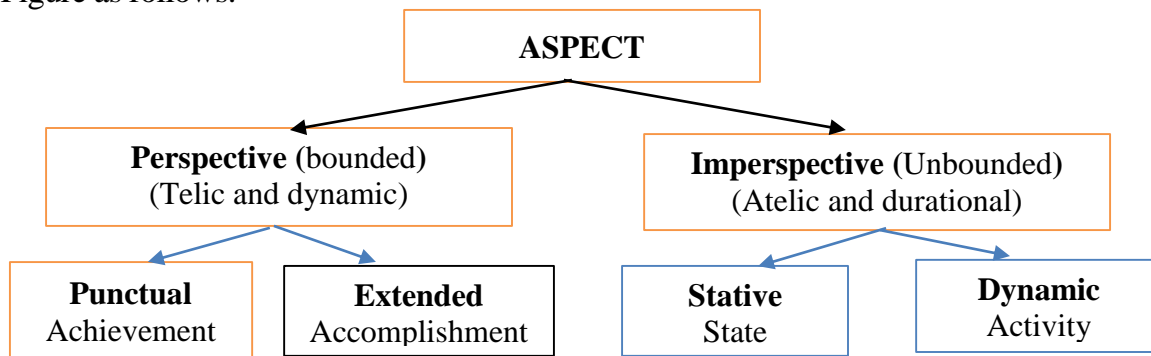 Figure as follows.
ASPECT
Perspective (bounded)
(Telic and dynamic)
Imperspective (Unbounded)
(Atelic and durational)
Punctual
Achievement
Extended
Accomplishment
Stative
State
Dynamic
Activity